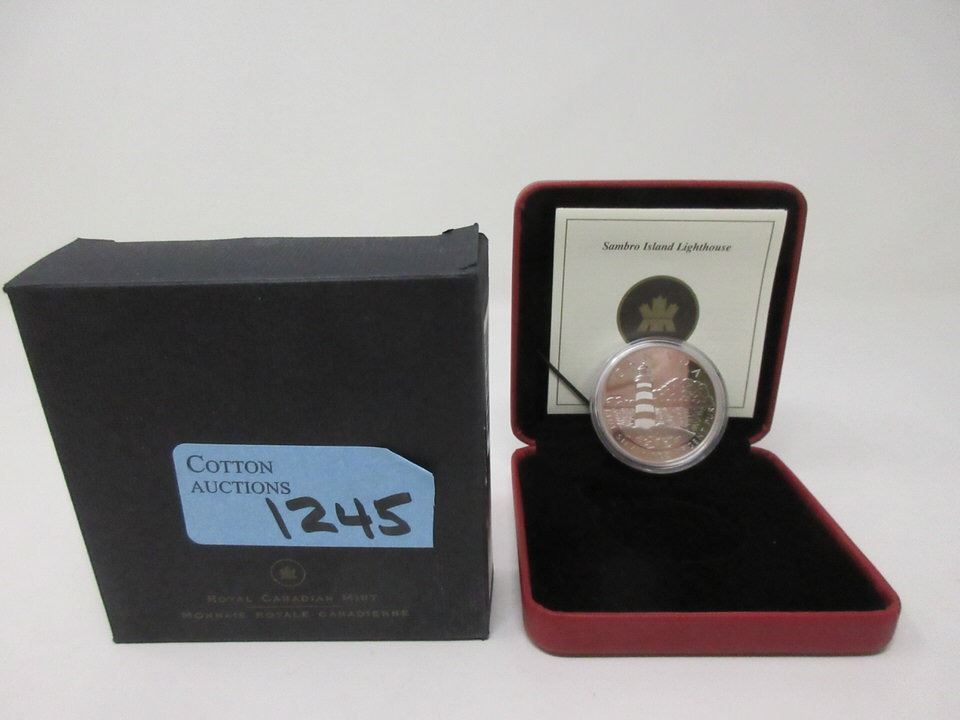 COTTON
AUCTIONS
1245
ROYAL CANADIAN MINT
MONNAIE ROYALE CANADIENNE
Sambro Island Lighthouse